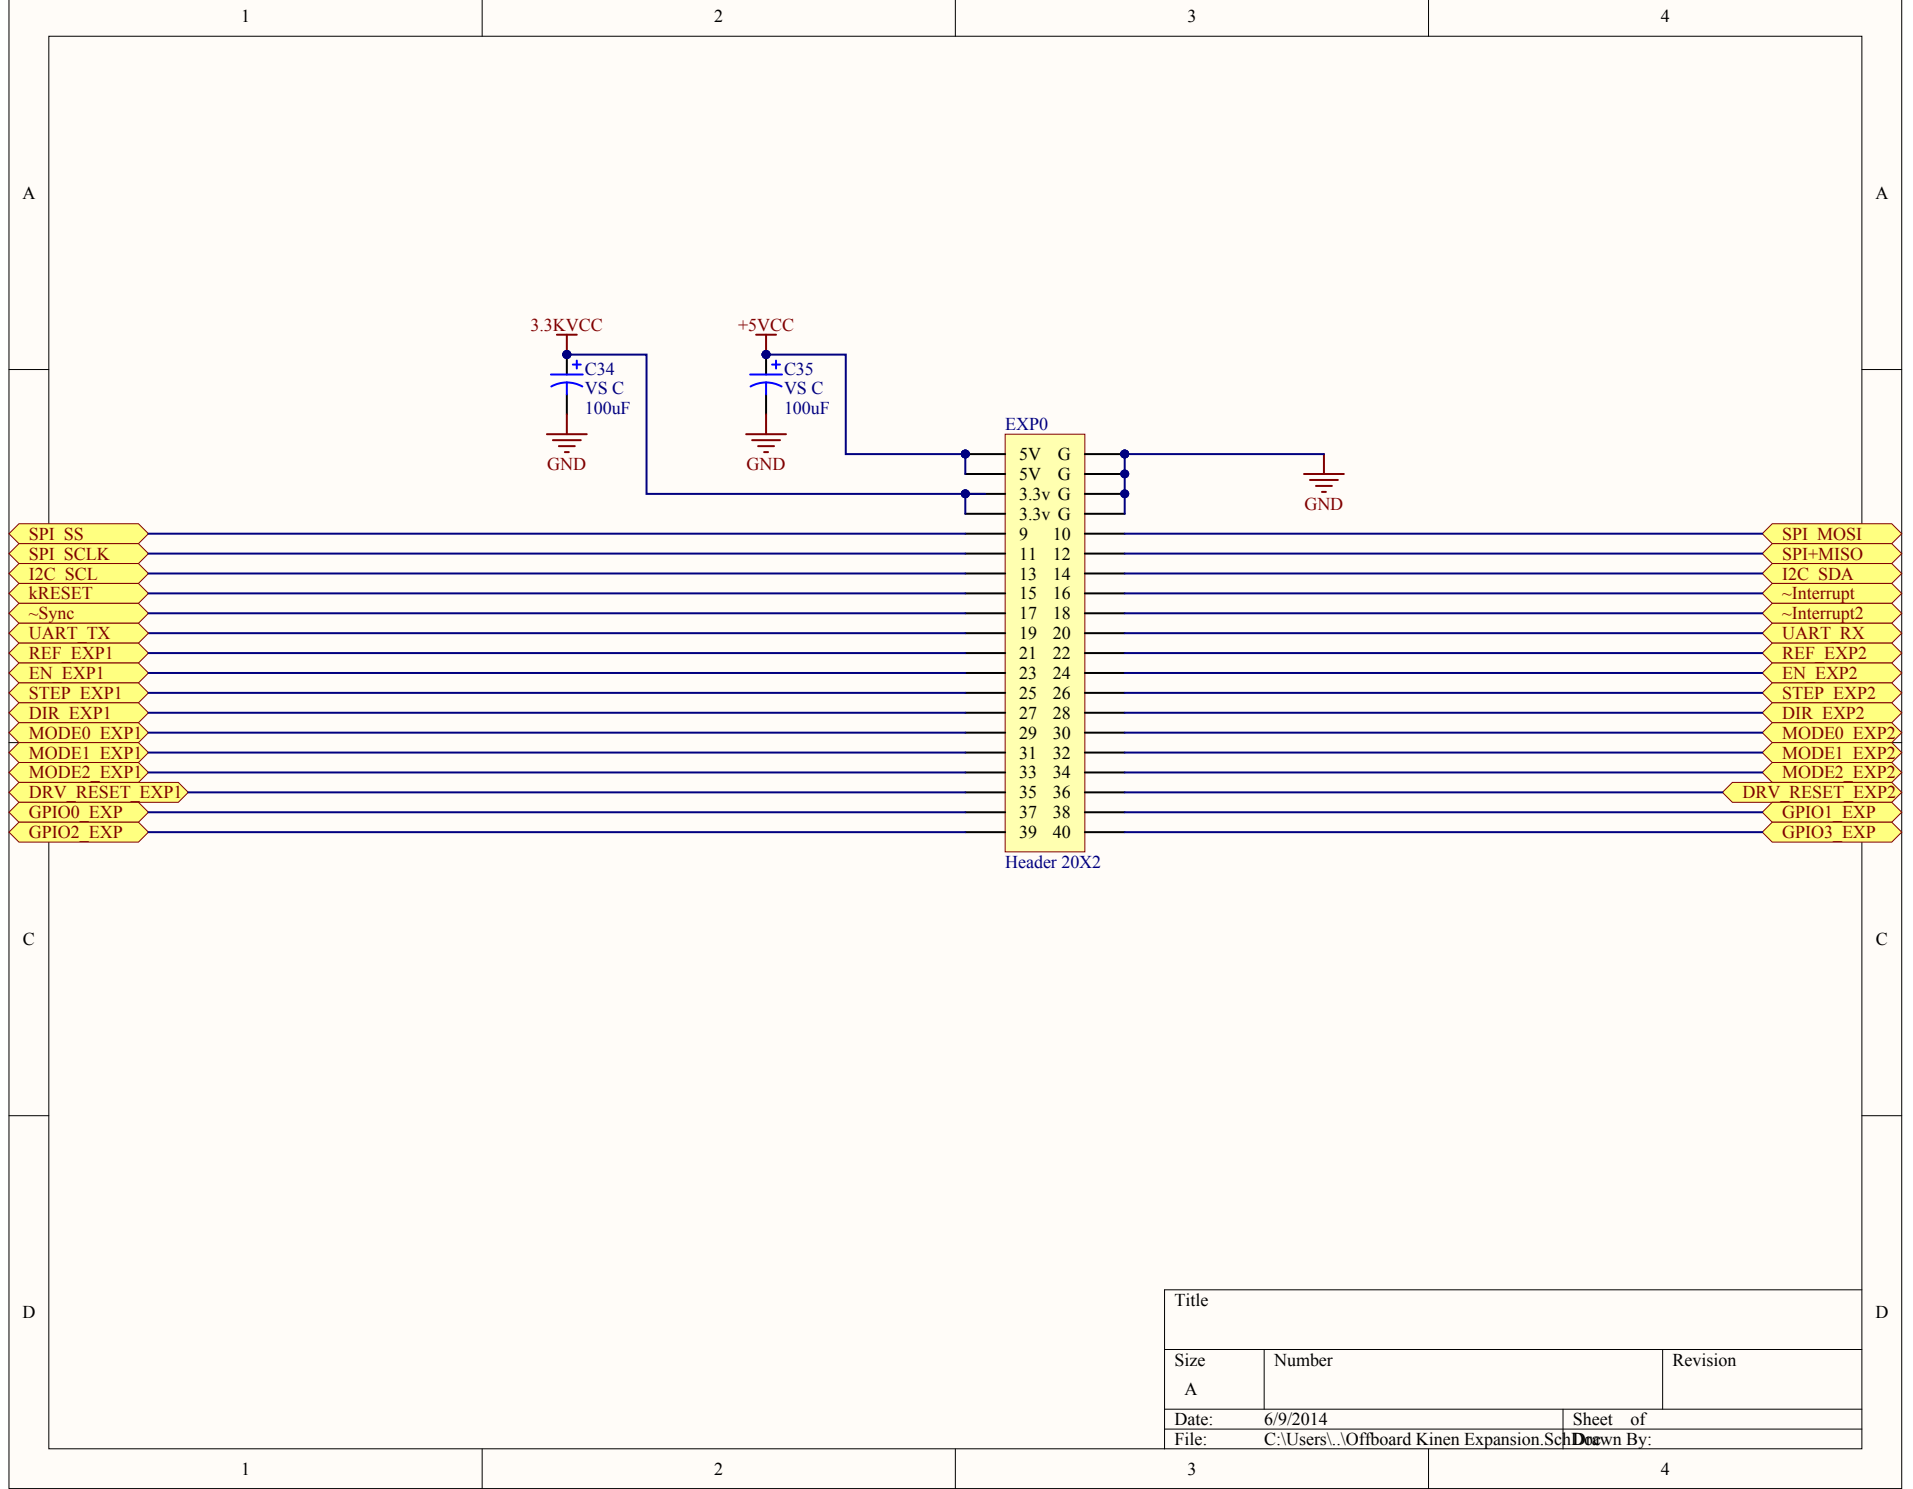 1 2 3 4
A A
3.3KVCC +5VCC
C34 C35
VS C VS C
100uF 100uF
EXP0
GND GND
5V G
5V G
3.3v G
3.3v G
GND
SPI_SS 9 10 SPI_MOSI
SPI_SCLK 11 12 SPI+MISO
I2C_SCL 13 14 I2C_SDA
kRESET 15 16 ~Interrupt
~Sync 17 18 ~Interrupt2
UART_TX 19 20 UART_RX
REF_EXP1 21 22 REF_EXP2
EN_EXP1 23 24 EN_EXP2
STEP_EXP1 25 26 STEP_EXP2
DIR_EXP1 27 28 DIR_EXP2
MODE0_EXP1 29 30 MODE0_EXP2
MODE1_EXP1 31 32 MODE1_EXP2
MODE2_EXP1 33 34 MODE2_EXP2
DRV_RESET_EXP1 35 36 DRV_RESET_EXP2
GPIO0_EXP 37 38 GPIO1_EXP
GPIO2_EXP 39 40 GPIO3_EXP
Header 20X2
C C
D D
Title
Size Number Revision
A
Date: 6/9/2014 Sheet of
File: C:\Users\..\Offboard Kinen Expansion.SchDoc Drawn By:
1 2 3 4